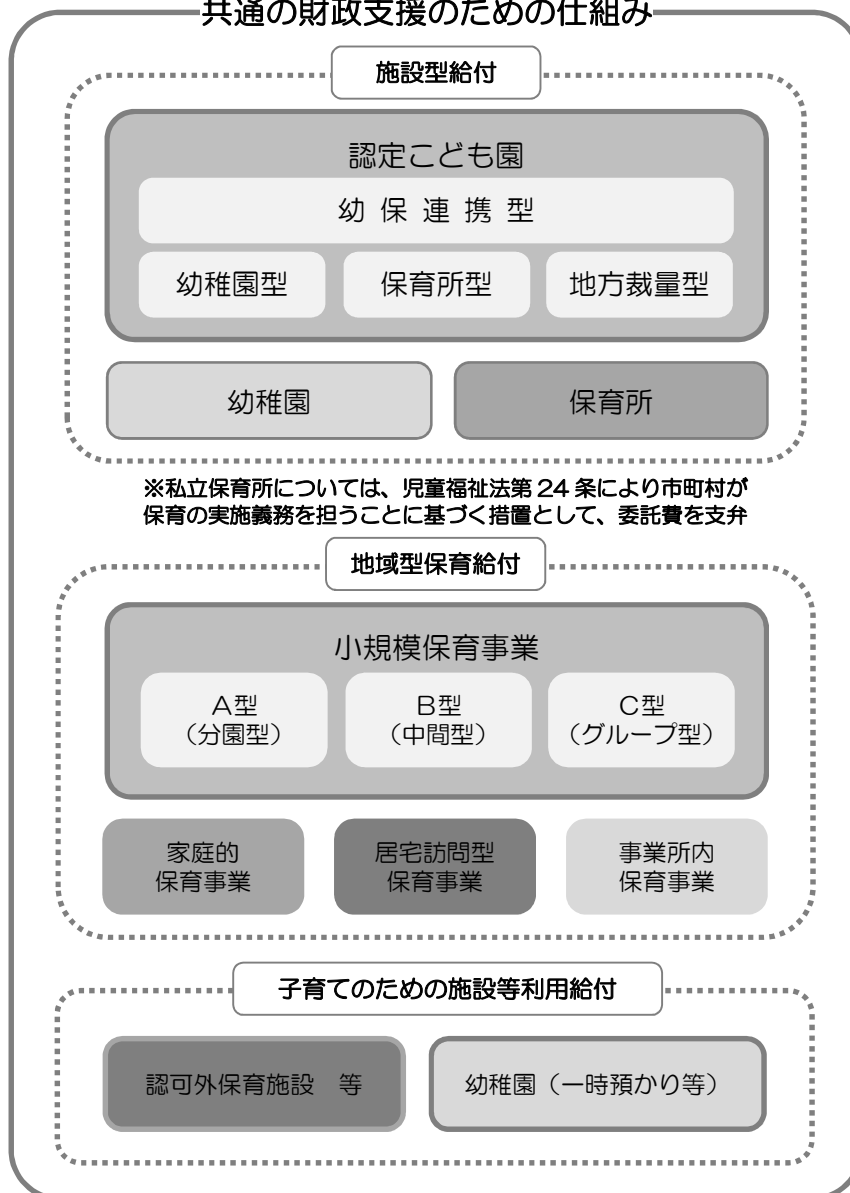 共通の財政支援のための仕組み
施設型給付
認定こども園
幼保連携型
幼稚園型 保育所型 地方裁量型
幼稚園 保育所
※私立保育所については、児童福祉法第24条により市町村が
保育の実施義務を担うことに基づく措置として、委託費を支弁
地域型保育給付
小規模保育事業
A型
(分園型)
B型
(中間型)
C型
(グループ型)
家庭的
保育事業
居宅訪問型
保育事業
事業所内
保育事業
子育てのための施設等利用給付
認可外保育施設 等 幼稚園(一時預かり等)